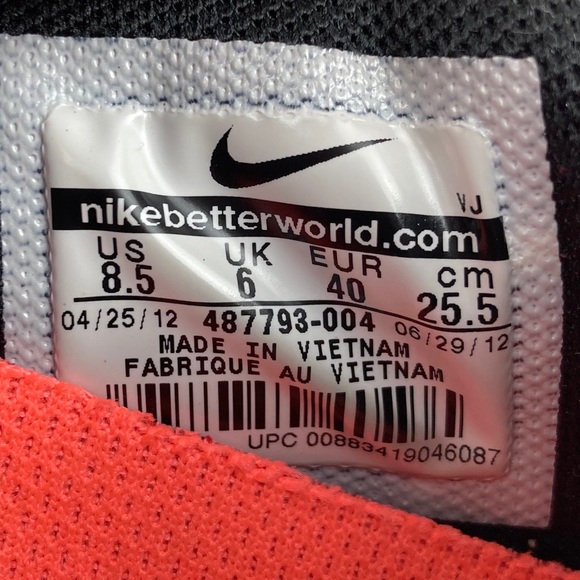 VJ
nikebetterworld.com
US UK EUR cm
8.5 6 40 25.5
04/25/12 487793-004 06/29/12
MADE IN VIETNAM
FABRIQUE AU VIETNAM
UPC 00883419046087